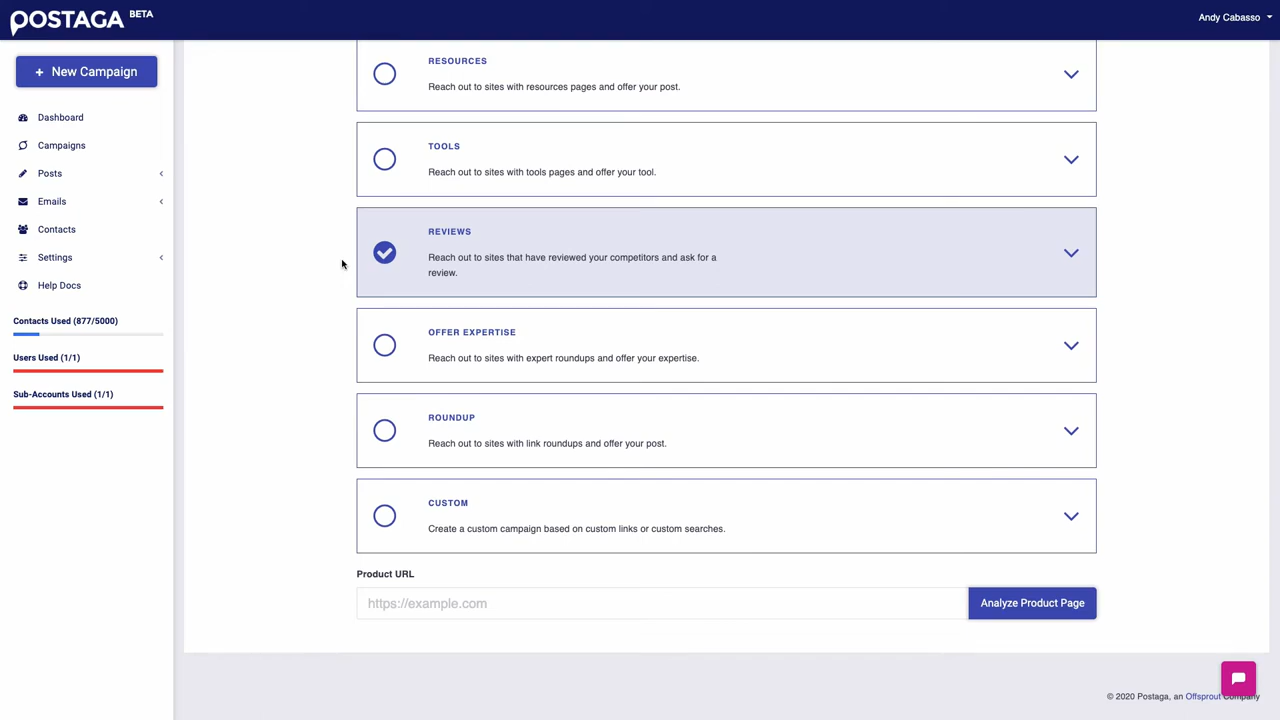 POSTAGA BETA
Andy Cabasso
+ New Campaign
Dashboard
Campaigns
Posts
Emails
Contacts
Settings
Help Docs
Contacts Used (877/5000)
Users Used (1/1)
Sub-Accounts Used (1/1)
RESOURCES
Reach out to sites with resources pages and offer your post.
TOOLS
Reach out to sites with tools pages and offer your tool.
REVIEWS
Reach out to sites that have reviewed your competitors and ask for a
review.
OFFER EXPERTISE
Reach out to sites with expert roundups and offer your expertise.
ROUNDUP
Reach out to sites with link roundups and offer your post.
CUSTOM
Create a custom campaign based on custom links or custom searches.
Product URL
https://example.com
Analyze Product Page
© 2020 Postaga, an Offsprout Company